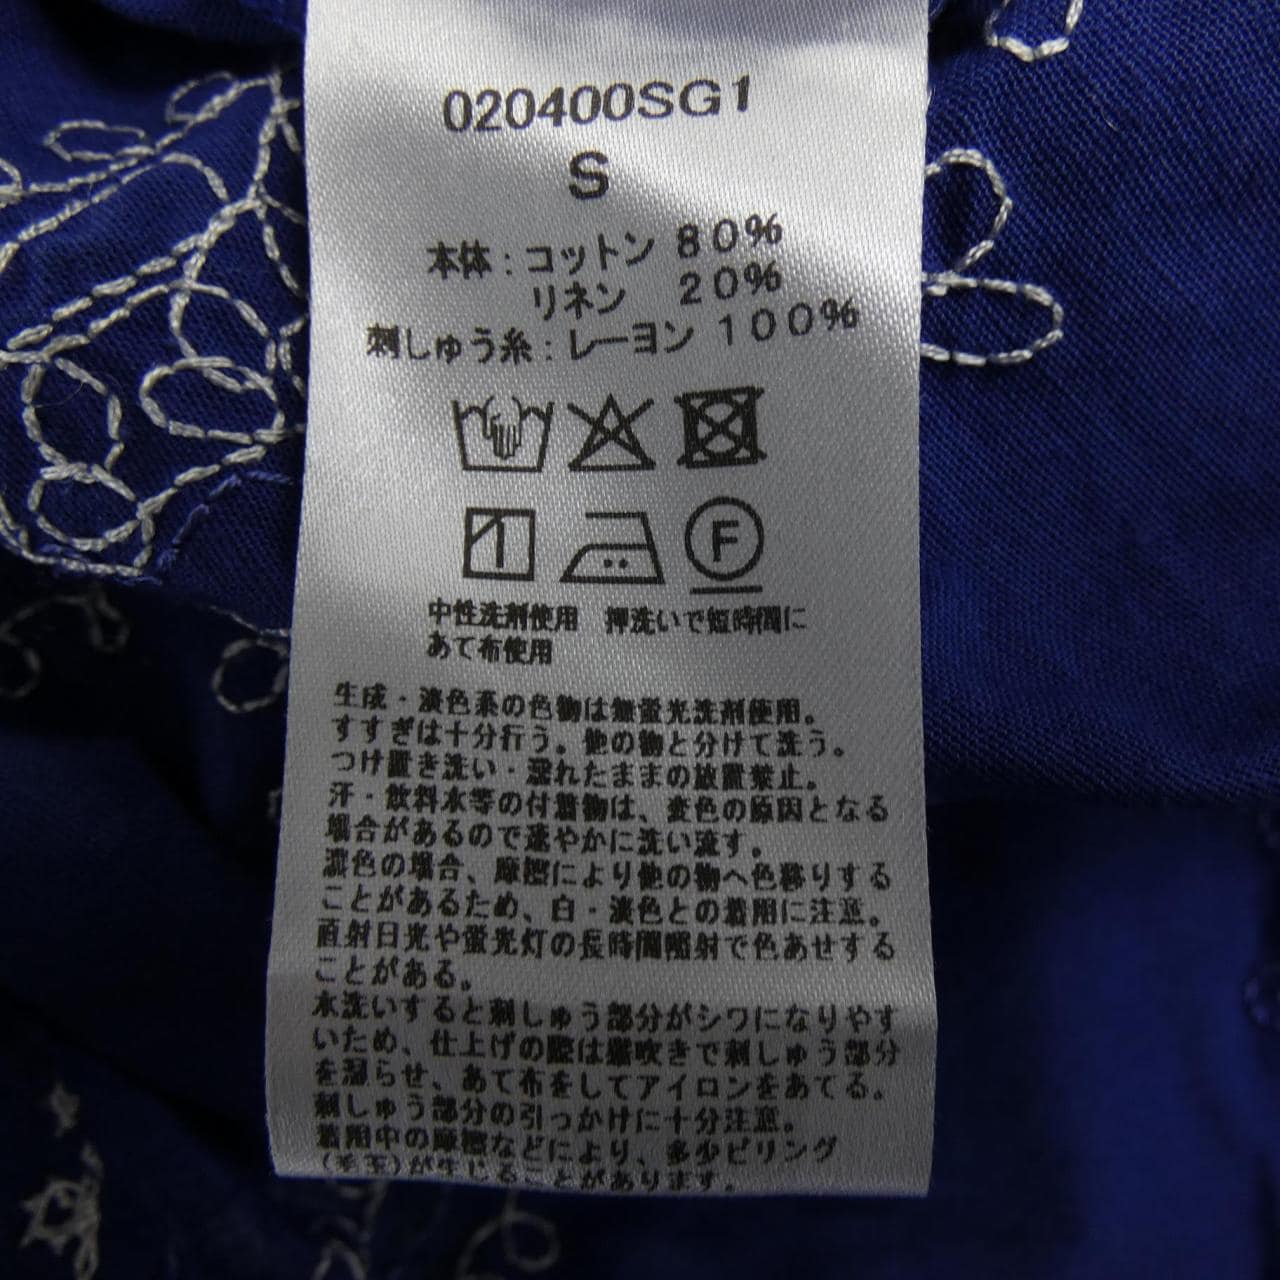 020400SG1
S
本体：コットン 80%
リネン 20%
刺しゅう糸：レーヨン 100%
F
中性洗剤使用 押洗いで短時間に
あて布使用
生成・淡色系の色物は無蛍光洗剤使用。
すすぎは十分行う。他の物と分けて洗う。
つけ置き洗い・濡れたままの放置禁止。
汗・飲料水等の付着物は、変色の原因となる
場合があるので速やかに洗い流す。
濃色の場合、摩擦により他の物へ色移りする
ことがあるため、白・淡色との着用に注意。
直射日光や蛍光灯の長時間照射で色あせする
ことがある。
水洗いすると刺しゅう部分がシワになりやす
いため、仕上げの際は霧吹きで刺しゅう部分
を湿らせ、あて布をしてアイロンをあてる。
刺しゅう部分の引っかけに十分注意。
着用中の摩擦などにより、多少ピリング
(毛玉)が生じることがあります。